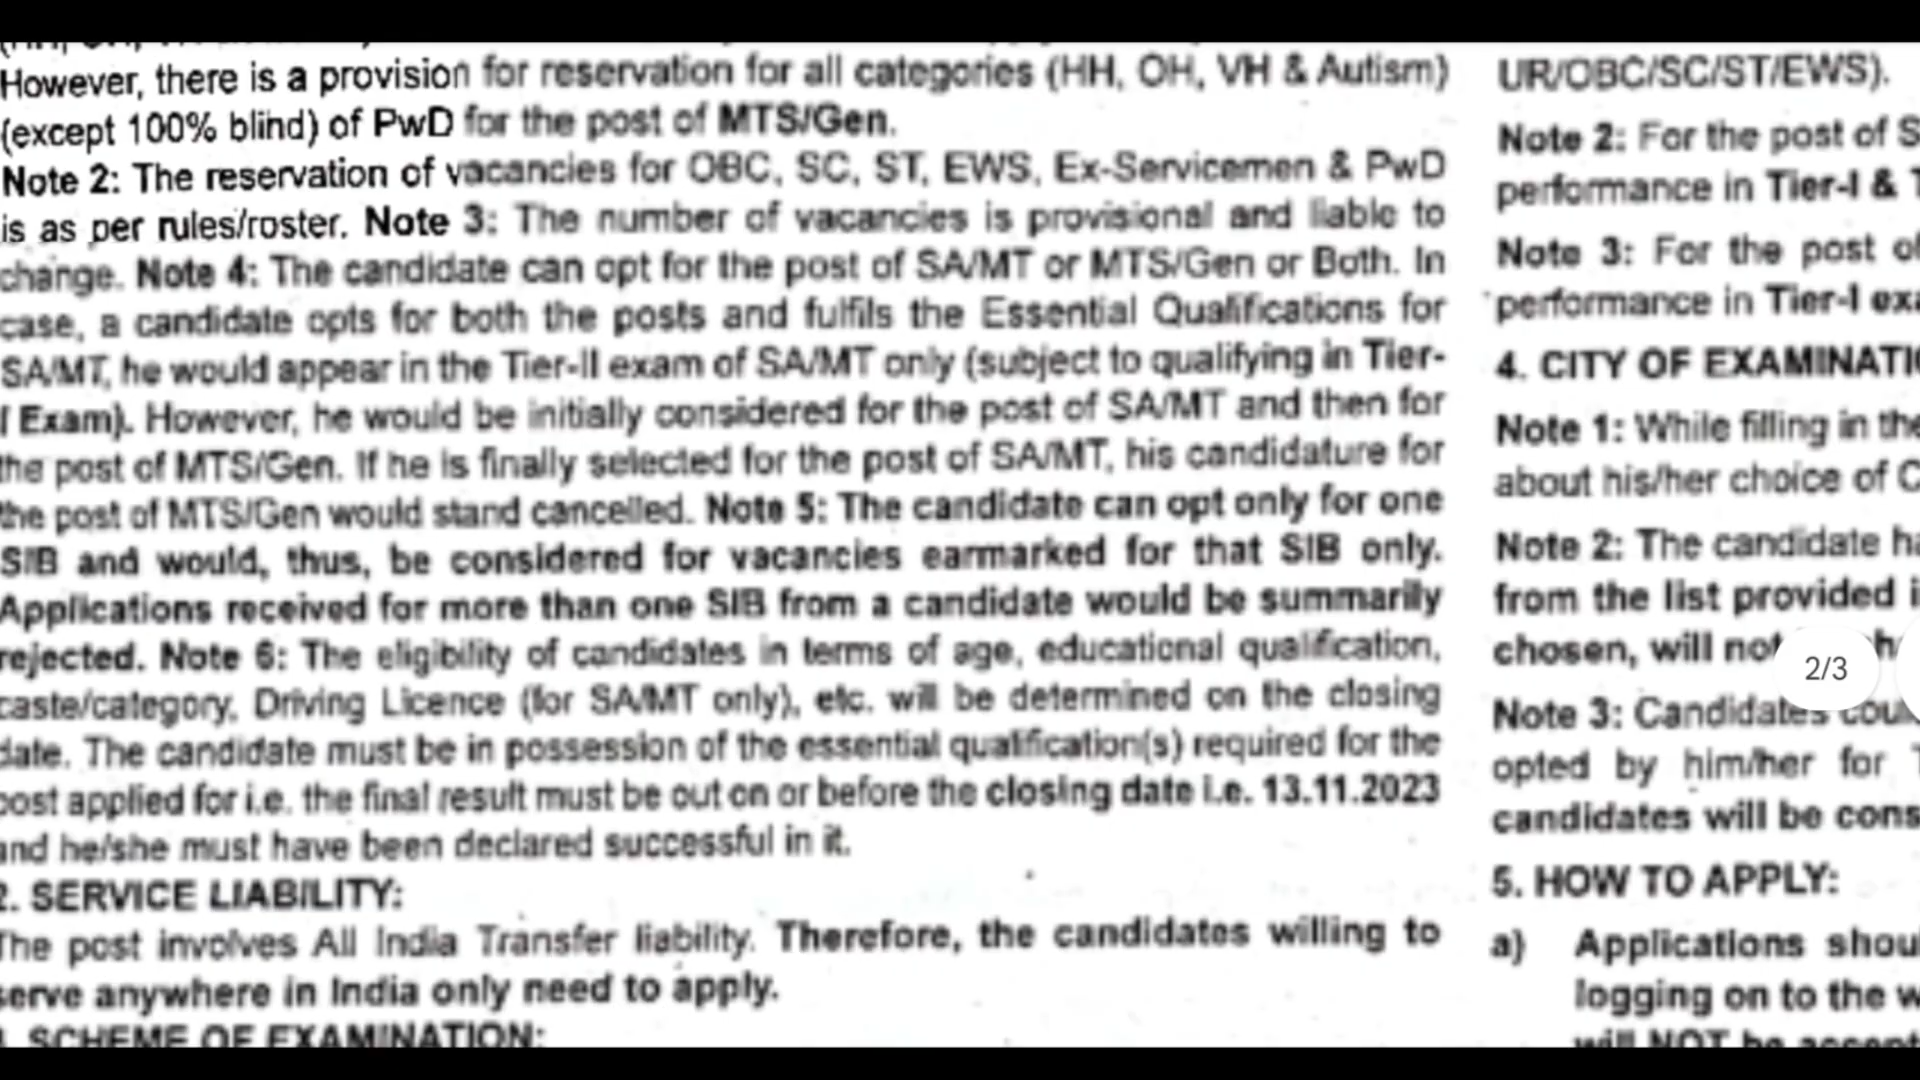 However, there is a provision for reservation for all categories (HH, OH, VH & Autism)
(except 100% blind) of PwD for the post of MTS/Gen.
Note 2: The reservation of vacancies for OBC, SC, ST, EWS, Ex-Servicemen & PwD
is as per rules/roster. Note 3: The number of vacancies is provisional and liable to
change. Note 4: The candidate can opt for the post of SA/MT or MTS/Gen or Both. In
case, a candidate opts for both the posts and fulfils the Essential Qualifications for
SA/MT, he would appear in the Tier-II exam of SA/MT only (subject to qualifying in Tier-
I Exam). However, he would be initially considered for the post of SA/MT and then for
the post of MTS/Gen. If he is finally selected for the post of SA/MT, his candidature for
the post of MTS/Gen would stand cancelled. Note 5: The candidate can opt only for one
SIB and would, thus, be considered for vacancies earmarked for that SIB only.
Applications received for more than one SIB from a candidate would be summarily
rejected. Note 6: The eligibility of candidates in terms of age, educational qualification,
caste/category, Driving Licence (for SA/MT only), etc. will be determined on the closing
date. The candidate must be in possession of the essential qualification(s) required for the
post applied for i.e. the final result must be out on or before the closing date i.e. 13.11.2023
and he/she must have been declared successful in it.
2. SERVICE LIABILITY:
The post involves All India Transfer liability. Therefore, the candidates willing to
serve anywhere in India only need to apply.
SCHEME OF EXAMINATION:
UR/OBC/SC/ST/EWS).
Note 2: For the post of S
performance in Tier-I & T
Note 3: For the post of
performance in Tier-I exa
4. CITY OF EXAMINATIO
Note 1: While filling in the
about his/her choice of C
Note 2: The candidate ha
from the list provided i
chosen, will not
2/3
Note 3: Candidates coul
opted by him/her for T
candidates will be cons
5. HOW TO APPLY:
a) Applications shoul
logging on to the w
will NOT be accept